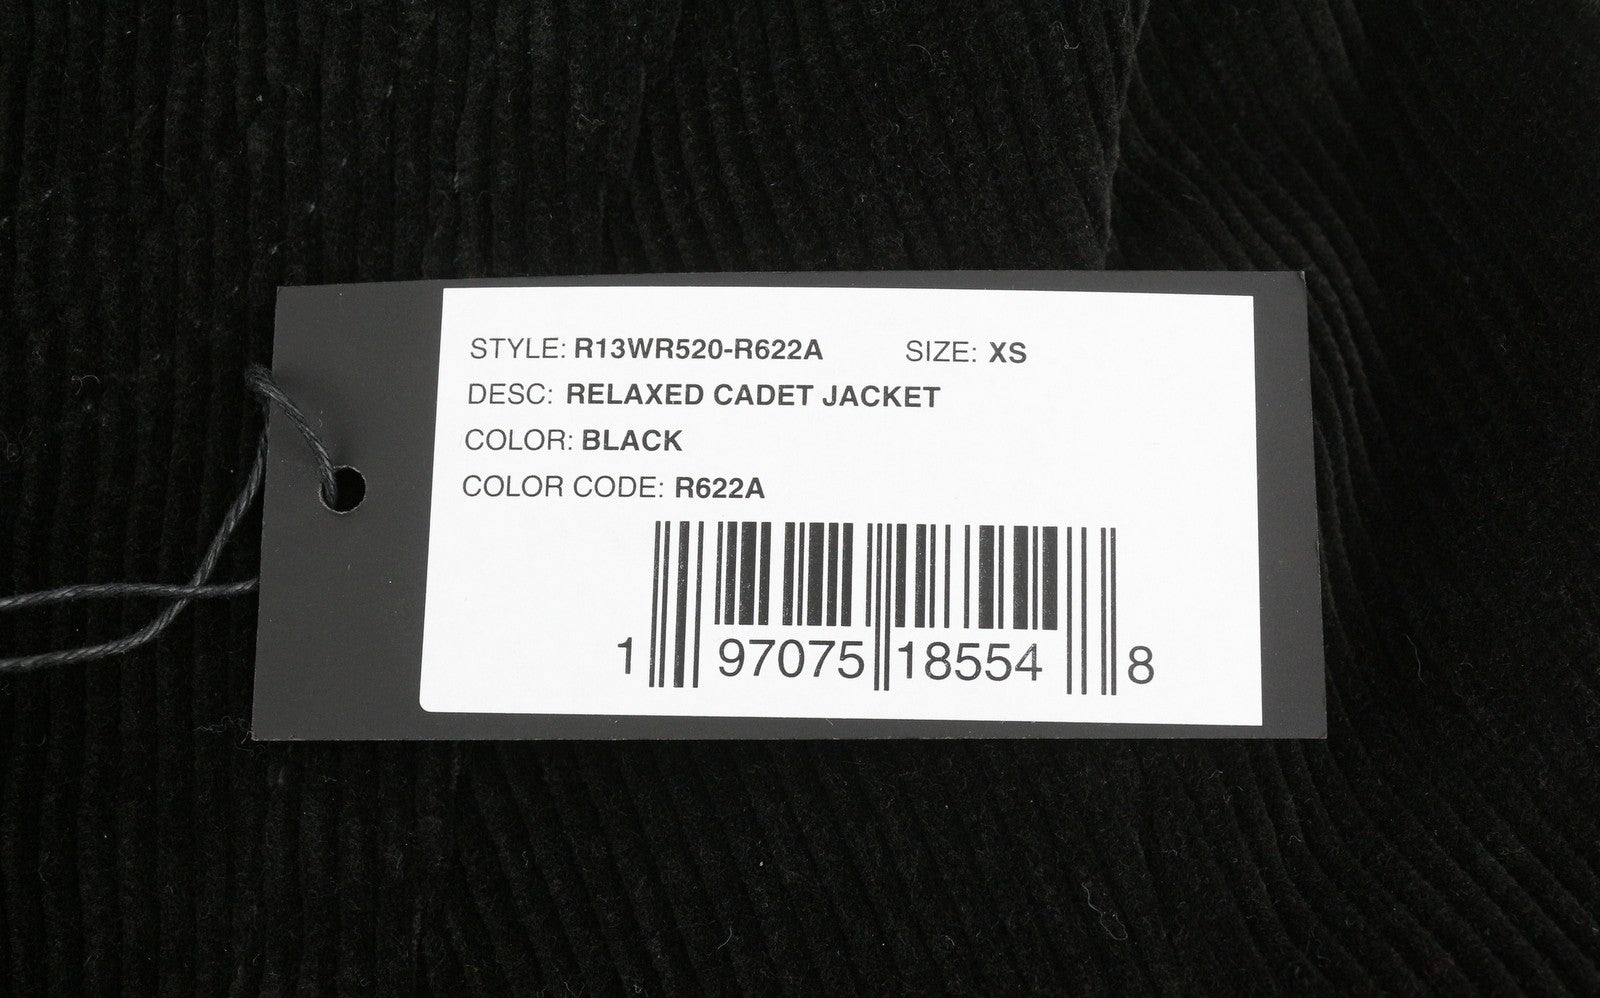 STYLE: R13WR520-R622A SIZE: XS
DESC: RELAXED CADET JACKET
COLOR: BLACK
COLOR CODE: R622A
1 97075 18554 8